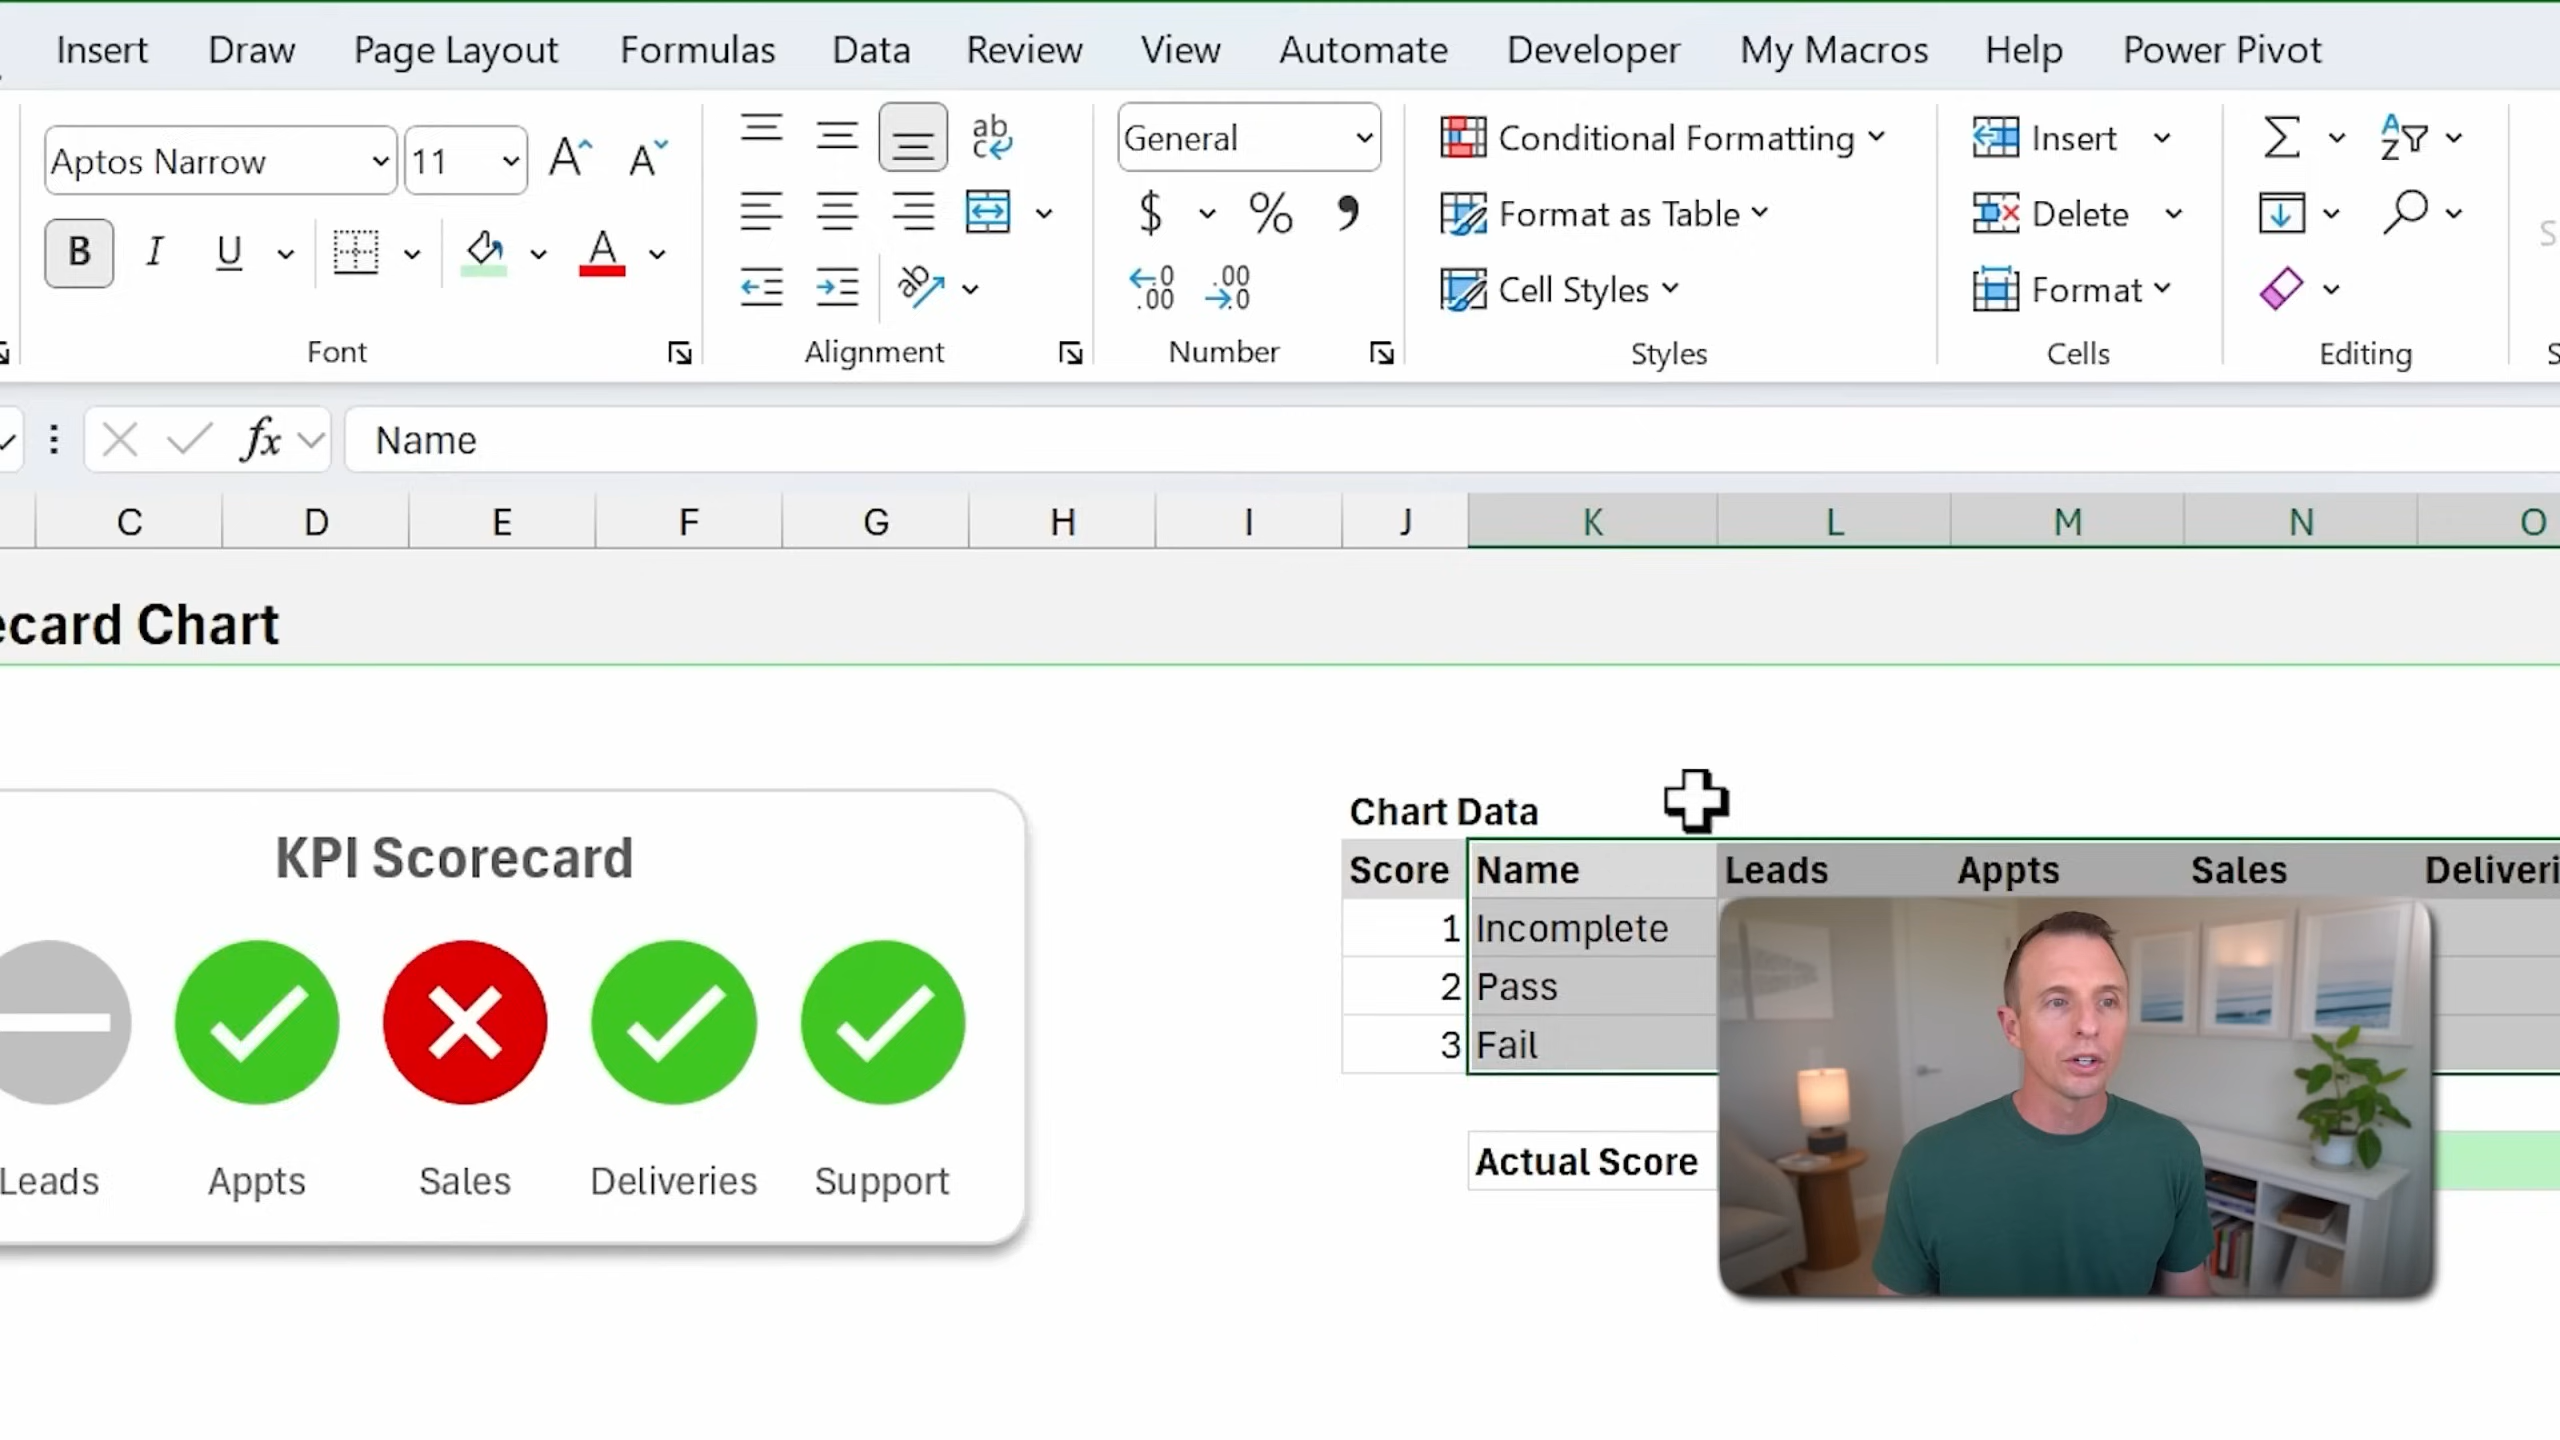 Insert Draw Page Layout Formulas Data Review View Automate Developer My Macros Help Power Pivot
Aptos Narrow 11 General Conditional Formatting Insert
Format as Table Delete
Cell Styles Format
Font Alignment Number Styles Cells Editing
Name
C D E F G H I J K L M N O
ecard Chart
Chart Data
KPI Scorecard
Score Name Leads Appts Sales Deliveri
1 Incomplete
2 Pass
3 Fail
Leads Appts Sales Deliveries Support
Actual Score